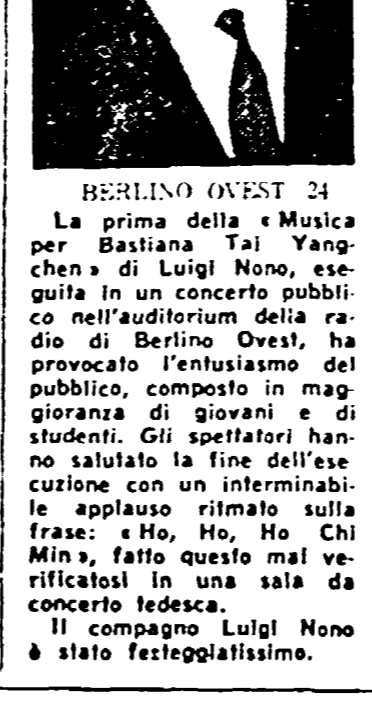 BERLINO OVEST 24
La prima della « Musica
per Bastiana Tai Yang-
chen » di Luigi Nono, ese-
guita in un concerto pubbli-
co nell'auditorium della ra-
dio di Berlino Ovest, ha
provocato l'entusiasmo del
pubblico, composto in mag-
gioranza di giovani e di
studenti. Gli spettatori han-
no salutato la fine dell'ese
cuzione con un interminabi-
le applauso ritmato sulla
frase: « Ho, Ho, Ho Chi
Min », fatto questo mai ve-
rificatosi in una sala da
concerto tedesca.
Il compagno Luigi Nono
è stato festeggiatissimo.